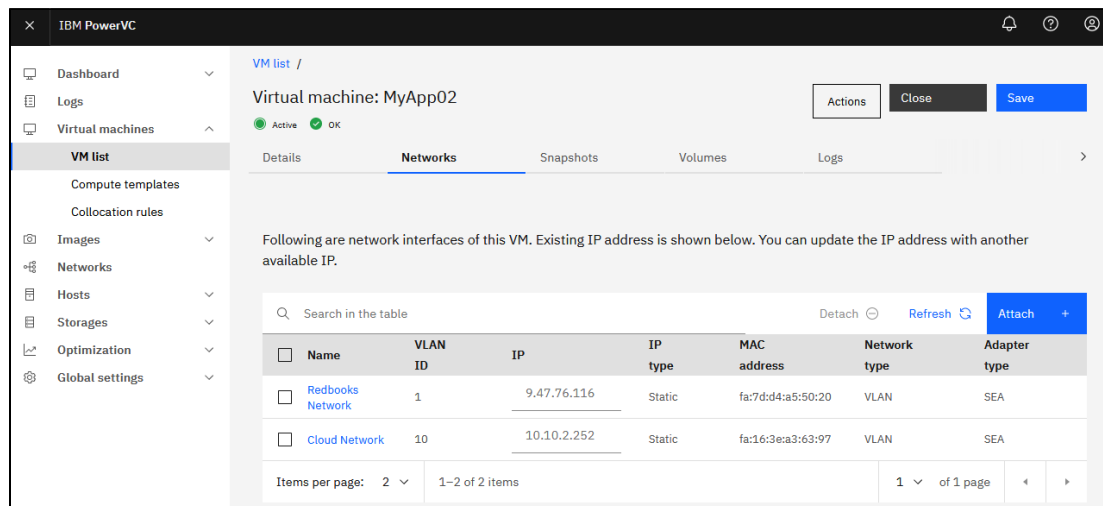 IBM PowerVC
Dashboard
Logs
Virtual machines
VM list
Compute templates
Collocation rules
Images
Networks
Hosts
Storages
Optimization
Global settings
VM list /
Virtual machine: MyApp02
Active OK
Actions
Close
Save
Details Networks Snapshots Volumes Logs
Following are network interfaces of this VM. Existing IP address is shown below. You can update the IP address with another
available IP.
Search in the table
Detach
Refresh
Attach +
Name VLAN ID IP IP type MAC address Network type Adapter type
Redbooks Network 1 9.47.76.116 Static fa:7d:d4:a5:50:20 VLAN SEA
Cloud Network 10 10.10.2.252 Static fa:16:3e:a3:63:97 VLAN SEA
Items per page: 2 1–2 of 2 items 1 of 1 page